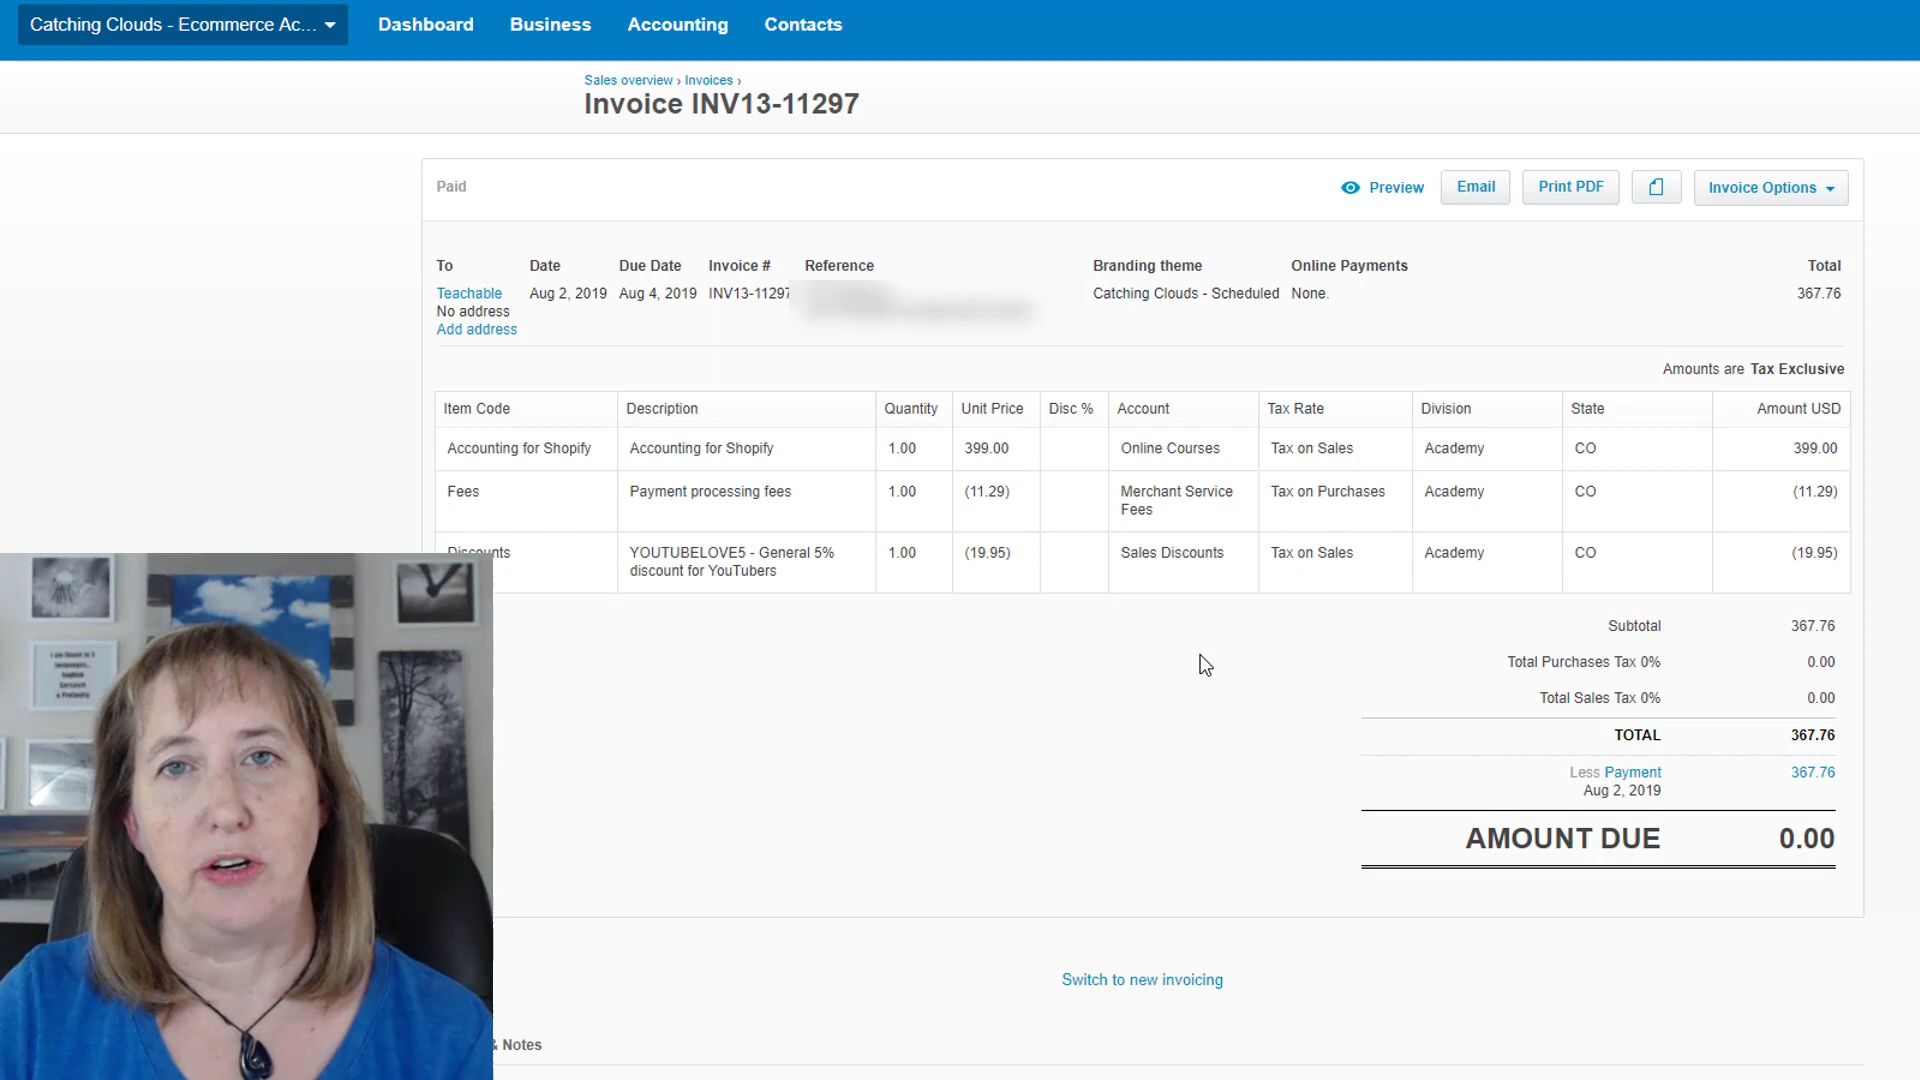 Catching Clouds - Ecommerce Ac...
Dashboard
Business
Accounting
Contacts
Sales overview › Invoices ›
Invoice INV13-11297
Paid
Preview
Email
Print PDF
Invoice Options
To
Date
Due Date
Invoice #
Reference
Branding theme
Online Payments
Total
Teachable
No address
Add address
Aug 2, 2019
Aug 4, 2019
INV13-11297
Catching Clouds - Scheduled
None.
367.76
Amounts are Tax Exclusive
Item Code Description Quantity Unit Price Disc % Account Tax Rate Division State Amount USD
Accounting for Shopify Accounting for Shopify 1.00 399.00 Online Courses Tax on Sales Academy CO 399.00
Fees Payment processing fees 1.00 (11.29) Merchant Service Tax on Purchases Academy CO (11.29)
Fees
Discounts YOUTUBELOVE5 - General 5% 1.00 (19.95) Sales Discounts Tax on Sales Academy CO (19.95)
discount for YouTubers
Subtotal 367.76
Total Purchases Tax 0% 0.00
Total Sales Tax 0% 0.00
TOTAL 367.76
Less Payment 367.76
Aug 2, 2019
AMOUNT DUE 0.00
Switch to new invoicing
& Notes
I am fluent in 3
languages...
English
Sarcasm
& Profanity